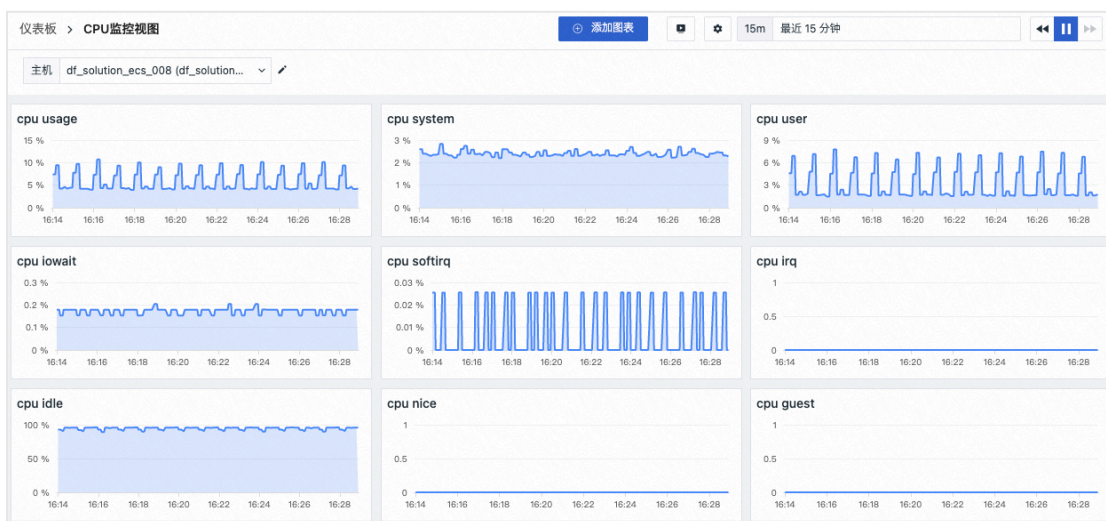 仪表板 > CPU监控视图
添加图表
15m 最近 15 分钟
主机 df_solution_ecs_008 (df_solution...
cpu usage
15 %
10 %
5 %
0 %
16:14 16:16 16:18 16:20 16:22 16:24 16:26 16:28
cpu system
3 %
2 %
1 %
0 %
16:14 16:16 16:18 16:20 16:22 16:24 16:26 16:28
cpu user
9 %
6 %
3 %
0 %
16:14 16:16 16:18 16:20 16:22 16:24 16:26 16:28
cpu iowait
0.3 %
0.2 %
0.1 %
0 %
16:14 16:16 16:18 16:20 16:22 16:24 16:26 16:28
cpu softirq
0.03 %
0.02 %
0.01 %
0 %
16:14 16:16 16:18 16:20 16:22 16:24 16:26 16:28
cpu irq
1
0.5
0
16:14 16:16 16:18 16:20 16:22 16:24 16:26 16:28
cpu idle
100 %
50 %
0 %
16:14 16:16 16:18 16:20 16:22 16:24 16:26 16:28
cpu nice
1
0.5
0
16:14 16:16 16:18 16:20 16:22 16:24 16:26 16:28
cpu guest
1
0.5
0
16:14 16:16 16:18 16:20 16:22 16:24 16:26 16:28